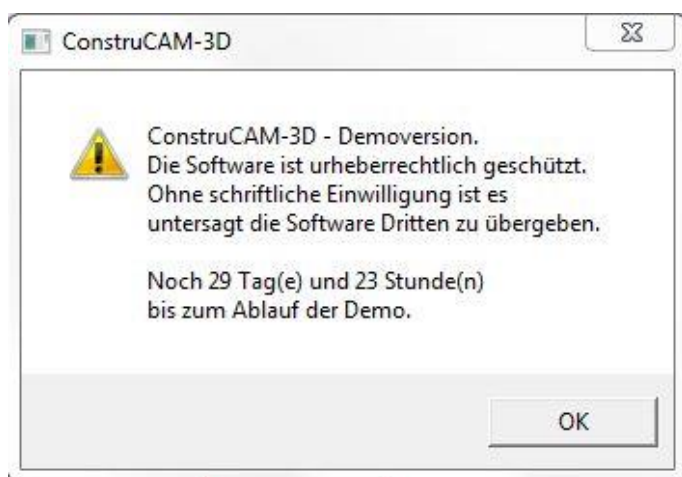 ConstruCAM-3D
ConstruCAM-3D - Demoversion.
Die Software ist urheberrechtlich geschützt.
Ohne schriftliche Einwilligung ist es
untersagt die Software Dritten zu übergeben.
Noch 29 Tag(e) und 23 Stunde(n)
bis zum Ablauf der Demo.
OK